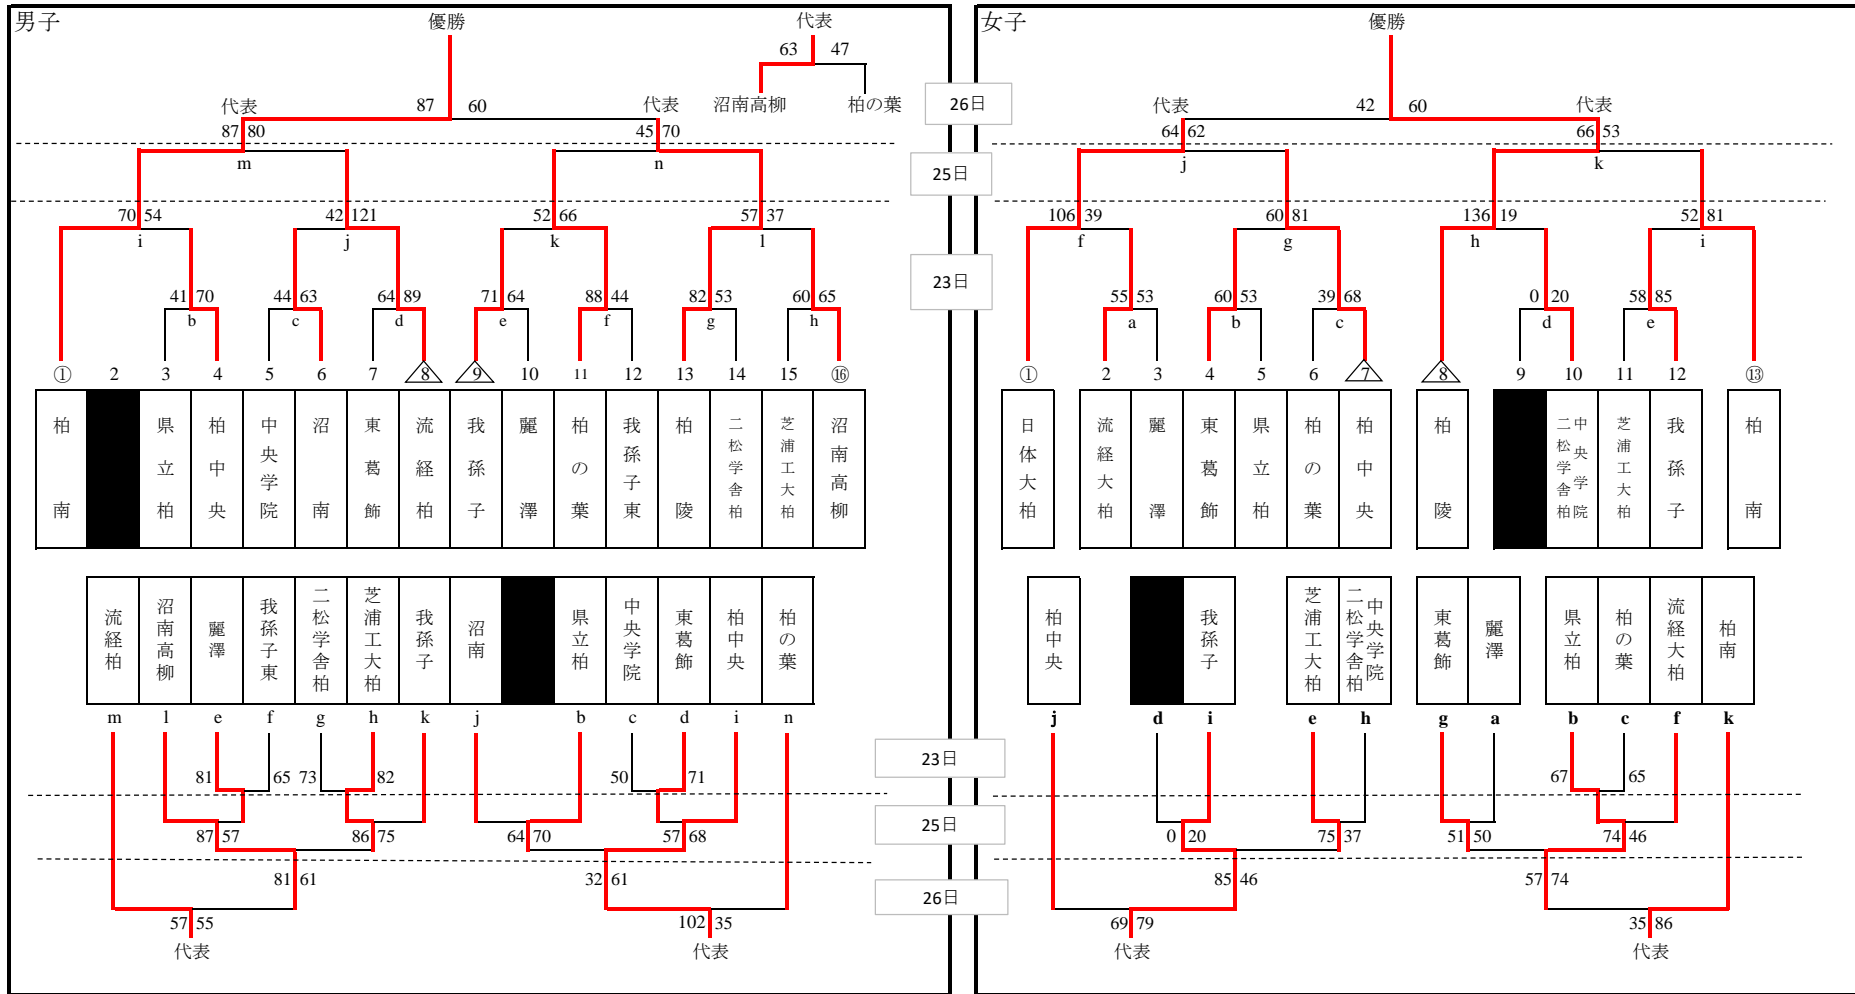 男子
優勝
代表
63 47
沼南高柳 柏の葉
代表 87 60 代表
87 80 45 70
m n
70 54 42 121 52 66 57 37
i j k l
41 70 44 63 64 89 71 64 88 44 82 53 60 65
b c d e f g h
① 2 3 4 5 6 7 8 9 10 11 12 13 14 15 ⑯
柏南
県立柏
柏中央
中央学院
沼南
東葛飾
流経柏
我孫子
麗澤
柏の葉
我孫子東
柏陵
二松学舎柏
芝浦工大柏
沼南高柳
流経柏
沼南高柳
麗澤
我孫子東
二松学舎柏
芝浦工大柏
我孫子
沼南
県立柏
中央学院
東葛飾
柏中央
柏の葉
m l e f g h k j b c d i n
81 65 73 82 50 71
87 57 86 75 64 70 57 68
81 61 32 61
57 55 102 35
代表 代表
26日
25日
23日
23日
25日
26日
女子
優勝
代表 42 60 代表
64 62 66 53
j k
106 39 60 81 136 19 52 81
f g h i
55 53 60 53 39 68 0 20 58 85
a b c d e
① 2 3 4 5 6 7 8 9 10 11 12 ⑬
日体大柏
流経大柏
麗澤
東葛飾
県立柏
柏の葉
柏中央
柏陵
中央学院
二松学舎柏
芝浦工大柏
我孫子
柏南
柏中央
我孫子
芝浦工大柏
中央学院
二松学舎柏
東葛飾
麗澤
県立柏
柏の葉
流経大柏
柏南
j d i e h g a b c f k
67 65
0 20 75 37 51 50 74 46
85 46 57 74
69 79 35 86
代表 代表